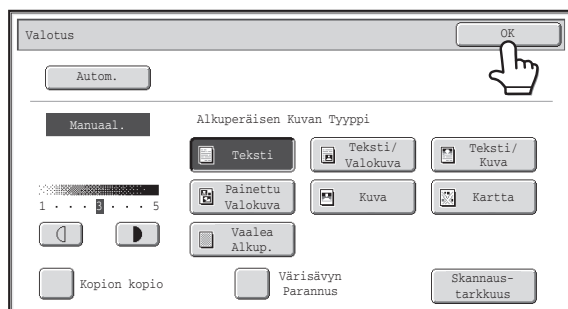 Valotus
OK
Autom.
Manuaal.
Alkuperäisen Kuvan Tyyppi
Teksti
Teksti/
Valokuva
Teksti/
Kuva
1 · · · 3 · · · 5
Painettu
Valokuva
Kuva
Kartta
Vaalea
Alkup.
Kopion kopio
Värisävyn
Parannus
Skannaus-
tarkkuus